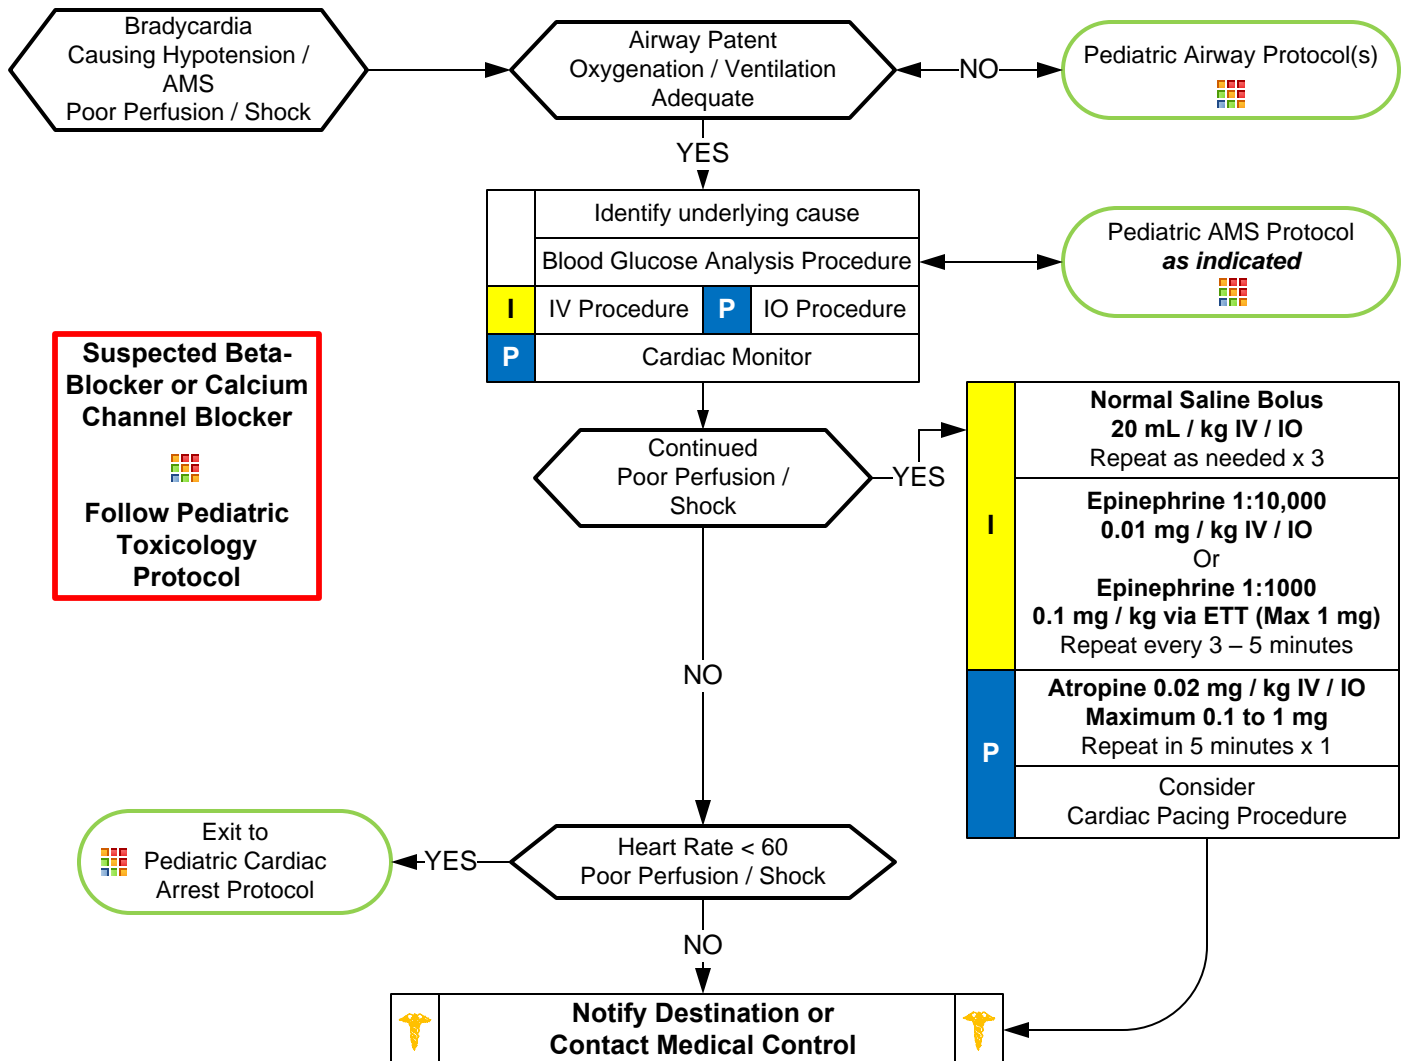 Bradycardia
Causing Hypotension /
AMS
Poor Perfusion / Shock
Airway Patent
Oxygenation / Ventilation
Adequate
NO
Pediatric Airway Protocol(s)
YES
Identify underlying cause
Blood Glucose Analysis Procedure
I
IV Procedure
P
IO Procedure
P
Cardiac Monitor
Pediatric AMS Protocol
as indicated
Suspected Beta-
Blocker or Calcium
Channel Blocker
Follow Pediatric
Toxicology
Protocol
Continued
Poor Perfusion /
Shock
YES
I
Normal Saline Bolus
20 mL / kg IV / IO
Repeat as needed x 3
Epinephrine 1:10,000
0.01 mg / kg IV / IO
Or
Epinephrine 1:1000
0.1 mg / kg via ETT (Max 1 mg)
Repeat every 3 – 5 minutes
P
Atropine 0.02 mg / kg IV / IO
Maximum 0.1 to 1 mg
Repeat in 5 minutes x 1
Consider
Cardiac Pacing Procedure
NO
Heart Rate < 60
Poor Perfusion / Shock
YES
Exit to
Pediatric Cardiac
Arrest Protocol
NO
Notify Destination or
Contact Medical Control